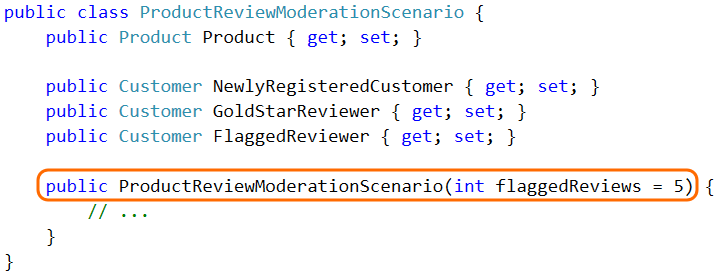 public class ProductReviewModerationScenario {
    public Product Product { get; set; }

    public Customer NewlyRegisteredCustomer { get; set; }
    public Customer GoldStarReviewer { get; set; }
    public Customer FlaggedReviewer { get; set; }

    public ProductReviewModerationScenario(int flaggedReviews = 5) {
        // ...
    }
}